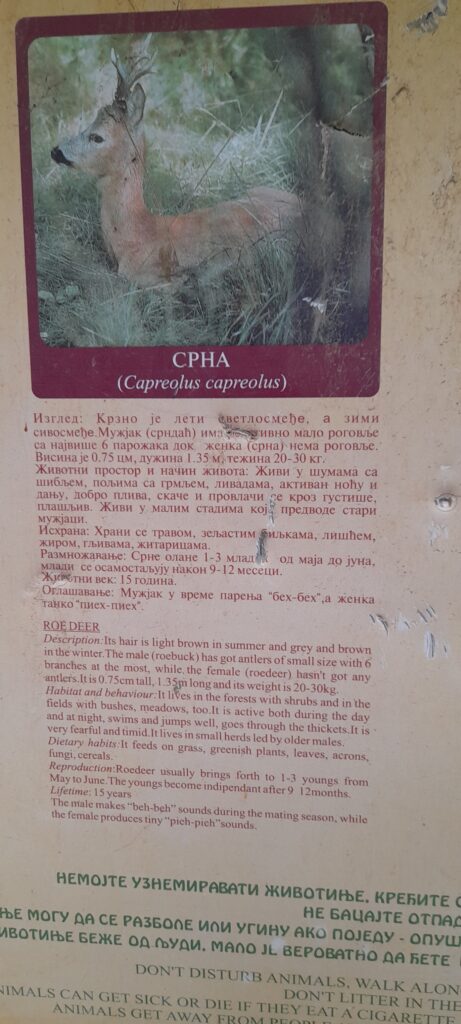 СРНА
(Capreolus capreolus)
Изглед: Крзно је лети светлосмеђе, а зими
сивосмеђе.Мужјак (срндаћ) има мало роговље
са највише 6 парожака док женка (срна) нема роговље.
Висина је 0.75 цм, дужина 1.35 м, тежина 20-30 кг.
Животни простор и начин живота: Живи у шумама са
шибљем, пољима са грмљем, ливадама, активан ноћу и
дању, добро плива, скаче и провлачи се кроз густише,
плашљив. Живи у малим стадима која предводе стари
мужјаци.
Исхрана: Храни се травом, зељастим биљкама, лишћем,
жиром, гљивама, житарицама.
Размножавање: Срне олане 1-3 од маја до јуна,
млади се осамостаљују након 9-12 месеци.
Животни век: 15 година.
Оглашавање: Мужјак у време парења "бех-бех",а женка
танко "пиех-пиех".
ROE DEER
Description:Its hair is light brown in summer and grey and brown
in the winter.The male (roebuck) has got antlers of small size with 6
branches at the most, while the female (roedeer) hasn't got any
antlers.It is 0.75cm tall, 1.35m long and its weight is 20-30kg.
Habitat and behaviour:It lives in the forests with shrubs and in the
fields with bushes, meadows, too.It is active both during the day
and at night, swims and jumps well, goes through the thickets.It is
very fearful and timid.It lives in small herds led by older males.
Dietary habits:It feeds on grass, greenish plants, leaves, acrons,
fungi, cereals.
Reproduction:Roedeer usually brings forth to 1-3 youngs from
May to June.The youngs become indipendant after 9 12months.
Lifetime: 15 years
The male makes "beh-beh" sounds during the mating season, while
the female produces tiny "pieh-pieh"sounds.
НЕМОЈТЕ УЗНЕМИРАВАТИ ЖИВОТИЊЕ, КРЕЋИТЕ С
НЕ БАЦАЈТЕ ОТПАД
ЊЕ МОГУ ДА СЕ РАЗБОЛЕ ИЛИ УГИНУ АКО ПОЈЕДУ - ОПУШ
ИВОТИЊЕ БЕЖЕ ОД ЉУДИ, МАЛО ЈЕ ВЕРОВАТНО ДА ЋЕТЕ
DON'T DISTURB ANIMALS, WALK ALON
DON'T LITTER IN THE
NIMALS CAN GET SICK OR DIE IF THEY EAT A CIGARETTE
ANIMALS GET AWAY FROM PEOPLE